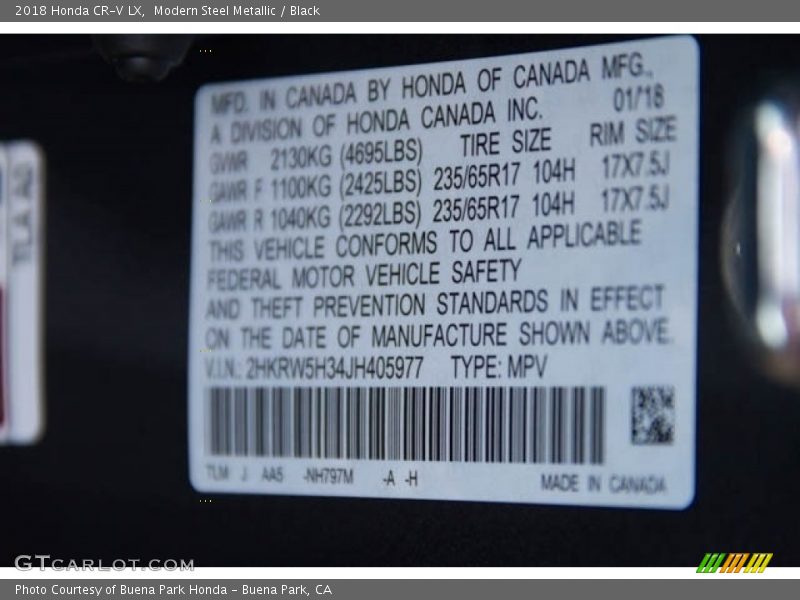 2018 Honda CR-V LX, Modern Steel Metallic / Black
MFD. IN CANADA BY HONDA OF CANADA MFG.,
A DIVISION OF HONDA CANADA INC. 01/18
GVWR 2130KG (4695LBS) TIRE SIZE RIM SIZE
GAWR F 1100KG (2425LBS) 235/65R17 104H 17X7.5J
GAWR R 1040KG (2292LBS) 235/65R17 104H 17X7.5J
THIS VEHICLE CONFORMS TO ALL APPLICABLE
FEDERAL MOTOR VEHICLE SAFETY
AND THEFT PREVENTION STANDARDS IN EFFECT
ON THE DATE OF MANUFACTURE SHOWN ABOVE.
V.I.N.: 2HKRW5H34JH405977 TYPE: MPV
TLM J AA5 -NH797M -A -H MADE IN CANADA
TLA A0
GTCARLOT.COM
Photo Courtesy of Buena Park Honda – Buena Park, CA